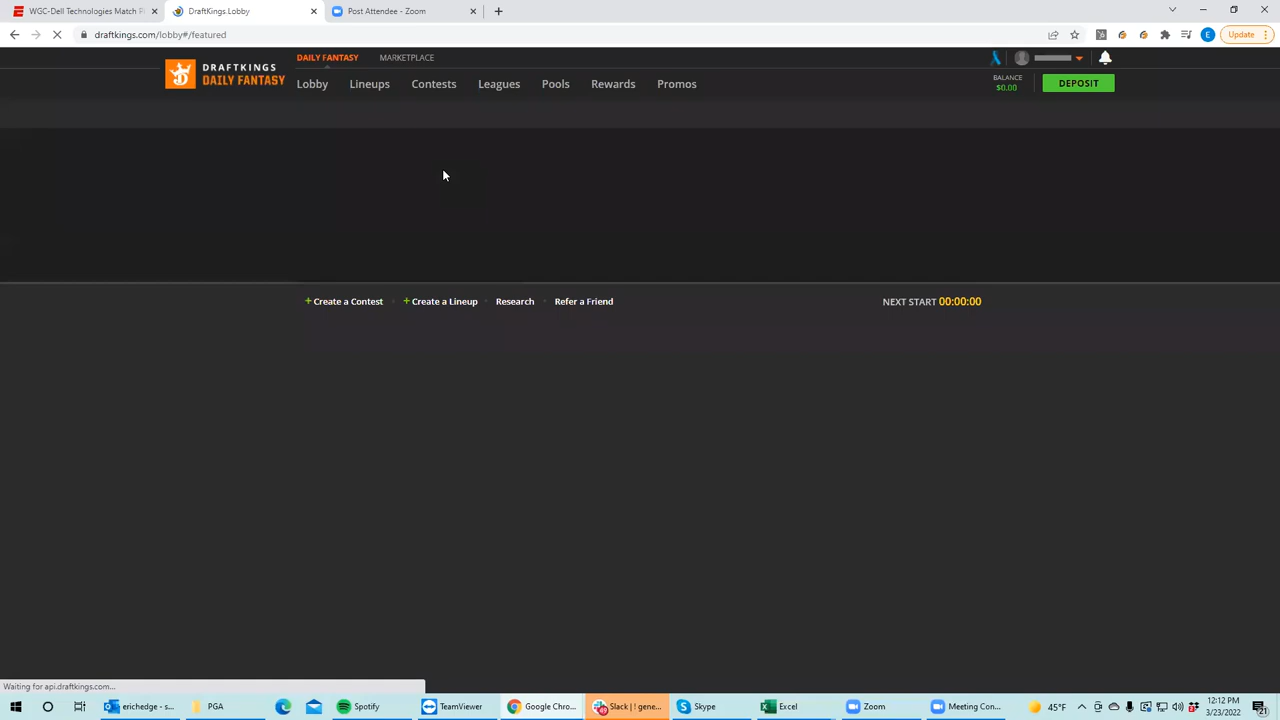 WGC-Dell Technologies Match Pl
DraftKings.Lobby
Post Attendee - Zoom
draftkings.com/lobby#/featured
Update
DRAFTKINGS
DAILY FANTASY
DAILY FANTASY
MARKETPLACE
Lobby
Lineups
Contests
Leagues
Pools
Rewards
Promos
BALANCE
$0.00
DEPOSIT
+ Create a Contest
+ Create a Lineup
Research
Refer a Friend
NEXT START 00:00:00
Waiting for api.draftkings.com...
erichedge - s...
PGA
Spotify
TeamViewer
Google Chro...
Slack | ! gene...
Skype
Excel
Zoom
Meeting Con...
45°F
12:12 PM
3/23/2022